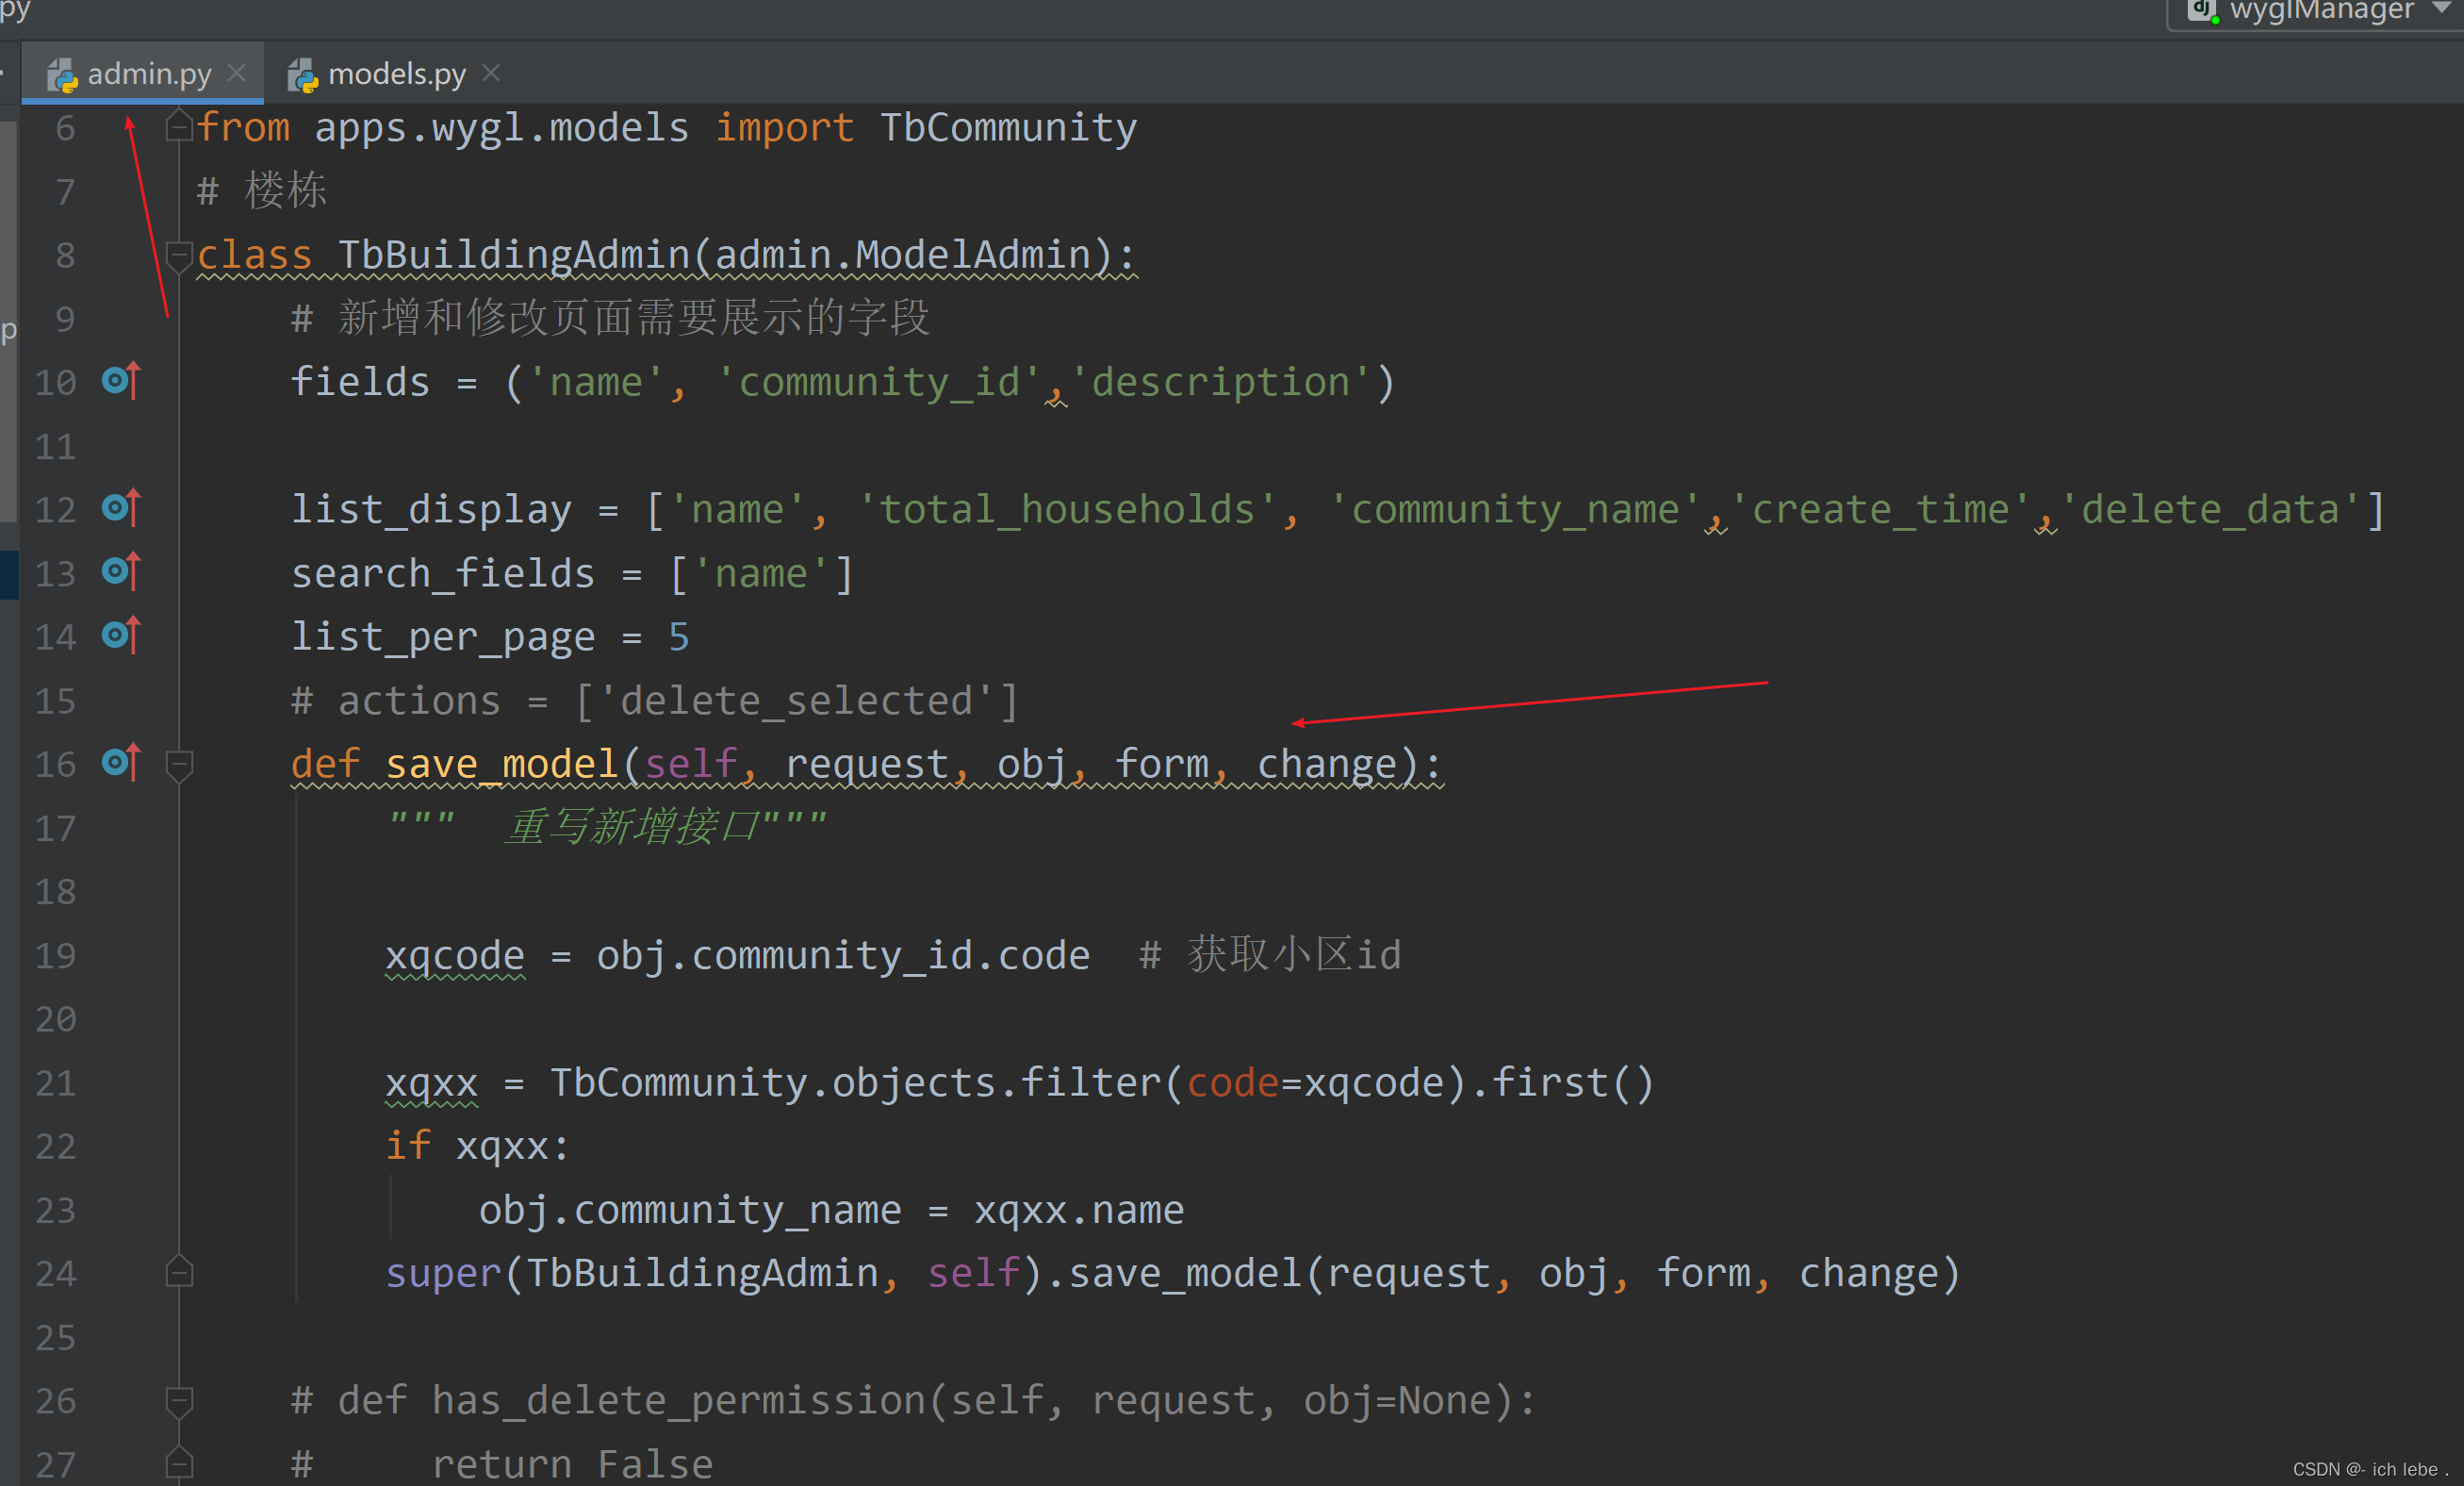 py
wyglManager
admin.py
models.py
6 from apps.wygl.models import TbCommunity
7 # 楼栋
8 class TbBuildingAdmin(admin.ModelAdmin):
9 # 新增和修改页面需要展示的字段
p
10 fields = ('name', 'community_id','description')
11
12 list_display = ['name', 'total_households', 'community_name','create_time','delete_data']
13 search_fields = ['name']
14 list_per_page = 5
15 # actions = ['delete_selected']
16 def save_model(self, request, obj, form, change):
17 """ 重写新增接口"""
18
19 xqcode = obj.community_id.code # 获取小区id
20
21 xqxx = TbCommunity.objects.filter(code=xqcode).first()
22 if xqxx:
23 obj.community_name = xqxx.name
24 super(TbBuildingAdmin, self).save_model(request, obj, form, change)
25
26 # def has_delete_permission(self, request, obj=None):
27 # return False
CSDN @- ich lebe .